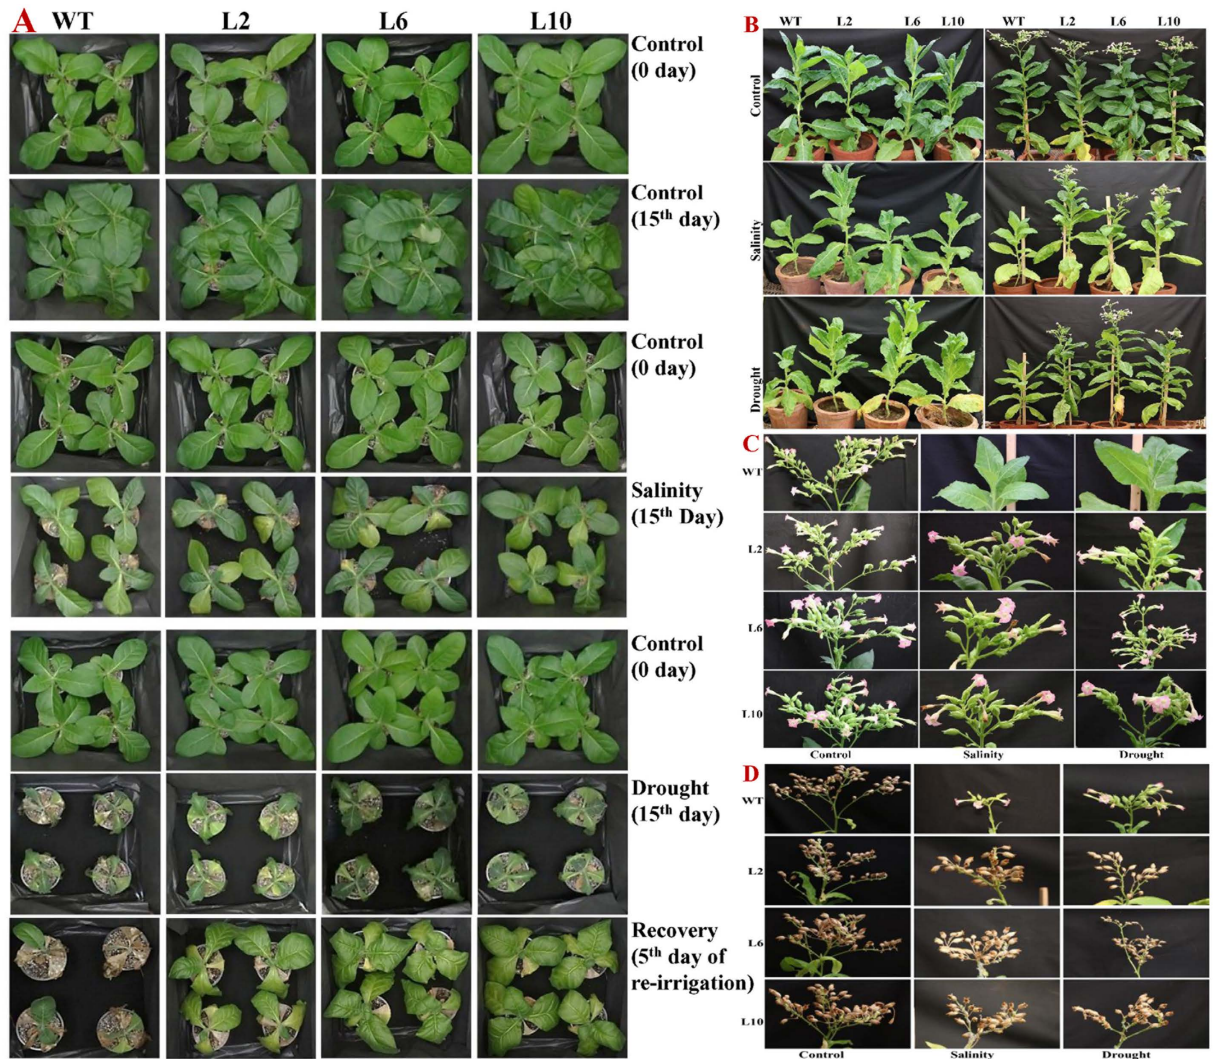 A
WT L2 L6 L10
Control
(0 day)
Control
(15th day)
Control
(0 day)
Salinity
(15th Day)
Control
(0 day)
Drought
(15th day)
Recovery
(5th day of
re-irrigation)
B
WT L2 L6 L10 WT L2 L6 L10
Control
Salinity
Drought
C
WT
L2
L6
L10
Control Salinity Drought
D
WT
L2
L6
L10
Control Salinity Drought